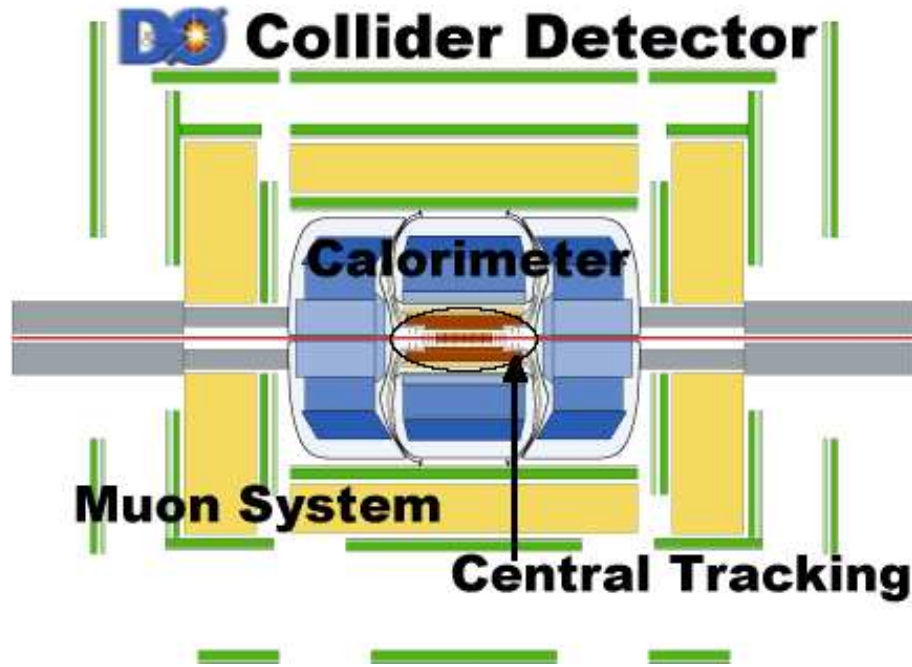 DØ Collider Detector
Calorimeter
Muon System
Central Tracking